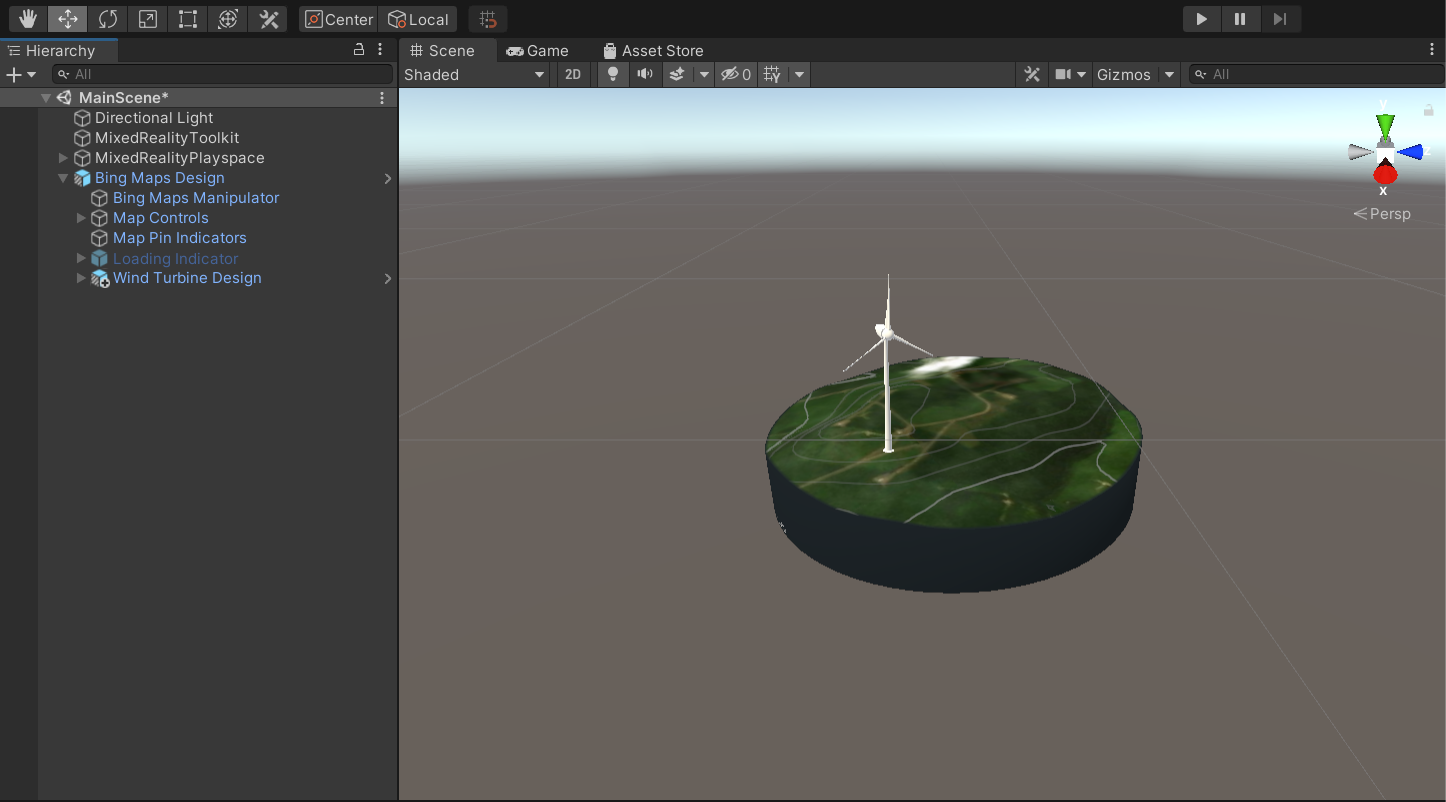 Center Local
Hierarchy
All
MainScene*
Directional Light
MixedRealityToolkit
MixedRealityPlayspace
Bing Maps Design
Bing Maps Manipulator
Map Controls
Map Pin Indicators
Loading Indicator
Wind Turbine Design
Scene Game Asset Store
Shaded 2D 0 Gizmos All
y
z
x
Persp